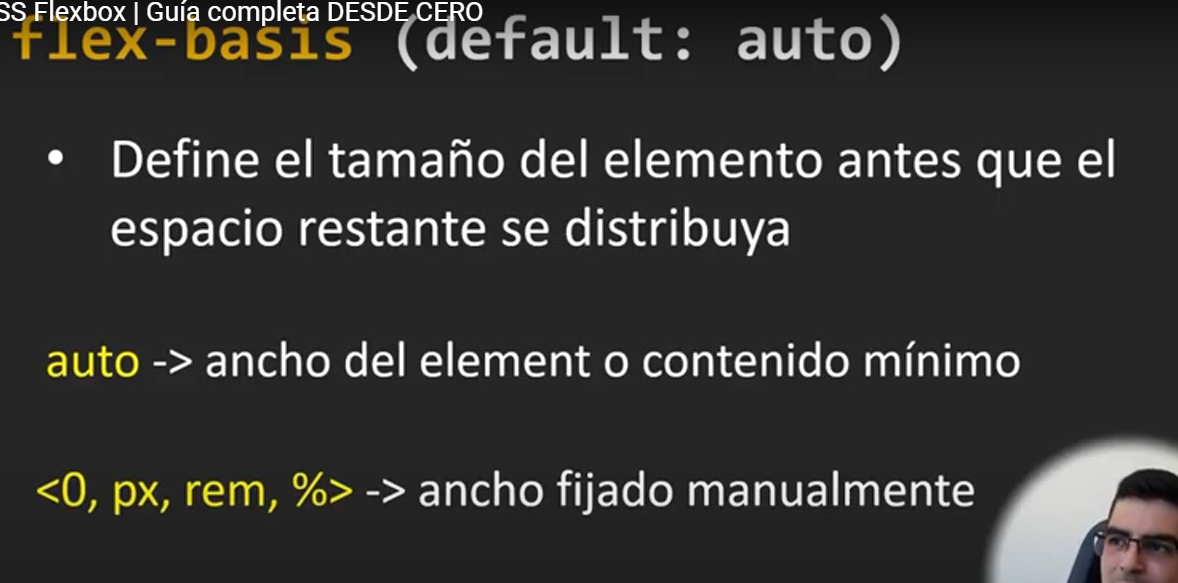 SS Flexbox | Guía completa DESDE CERO
flex-basis (default: auto)
• Define el tamaño del elemento antes que el
espacio restante se distribuya
auto -> ancho del element o contenido mínimo
<0, px, rem, %> -> ancho fijado manualmente